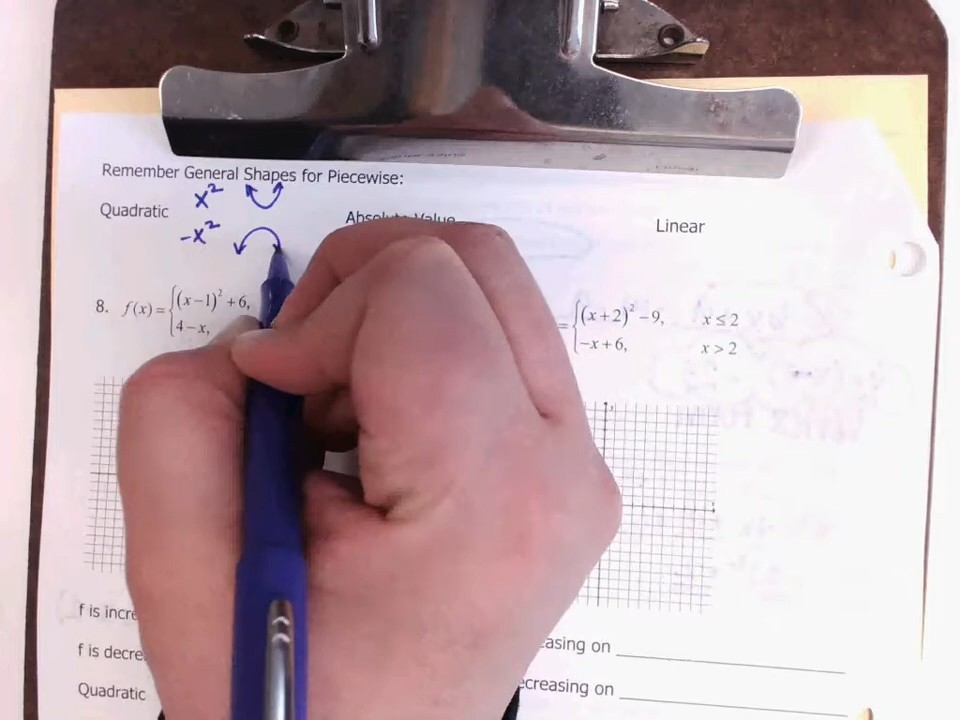 Remember General Shapes for Piecewise:
x²
Quadratic Absolute Value Linear
-x²
8. f(x) = { (x-1)² + 6,
4 - x,
= { (x+2)² - 9, x ≤ 2
-x + 6, x > 2
f is incre
easing on
f is decre
ecreasing on
Quadratic